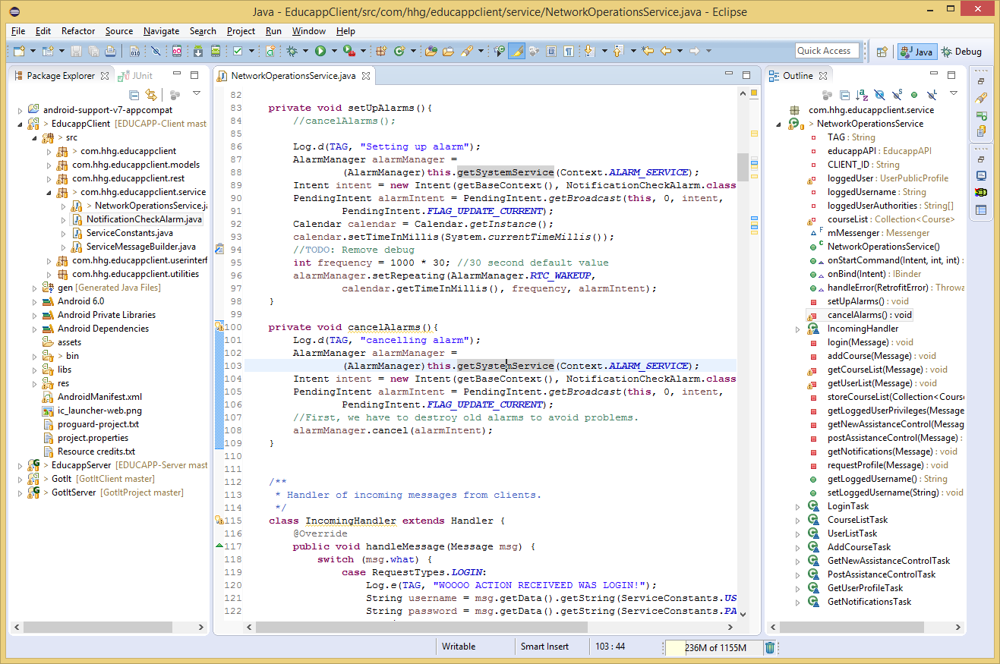 Java - EducappClient/src/com/hhg/educappclient/service/NetworkOperationsService.java - Eclipse
File Edit Refactor Source Navigate Search Project Run Window Help
Quick Access
Java
Debug
Package Explorer
JUnit
android-support-v7-appcompat
> EducappClient [EDUCAPP-Client mast
> src
> com.hhg.educappclient
com.hhg.educappclient.models
com.hhg.educappclient.rest
> com.hhg.educappclient.service
> NetworkOperationsService.ja
NotificationCheckAlarm.java
ServiceConstants.java
ServiceMessageBuilder.java
com.hhg.educappclient.userinterf
com.hhg.educappclient.utilities
gen [Generated Java Files]
Android 6.0
Android Private Libraries
Android Dependencies
assets
> bin
libs
res
AndroidManifest.xml
ic_launcher-web.png
proguard-project.txt
project.properties
Resource credits.txt
> EducappServer [EDUCAPP-Server mast
> GotIt [GotItClient master]
> GotItServer [GotItProject master]
NetworkOperationsService.java
82
83 private void setUpAlarms(){
84 //cancelAlarms();
85
86 Log.d(TAG, "Setting up alarm");
87 AlarmManager alarmManager =
88 (AlarmManager)this.getSystemService(Context.ALARM_SERVICE);
89 Intent intent = new Intent(getBaseContext(), NotificationCheckAlarm.class
90 PendingIntent alarmIntent = PendingIntent.getBroadcast(this, 0, intent,
91 PendingIntent.FLAG_UPDATE_CURRENT);
92 Calendar calendar = Calendar.getInstance();
93 calendar.setTimeInMillis(System.currentTimeMillis());
94 //TODO: Remove debug
95 int frequency = 1000 * 30; //30 second default value
96 alarmManager.setRepeating(AlarmManager.RTC_WAKEUP,
97 calendar.getTimeInMillis(), frequency, alarmIntent);
98 }
99
100 private void cancelAlarms(){
101 Log.d(TAG, "cancelling alarm");
102 AlarmManager alarmManager =
103 (AlarmManager)this.getSystemService(Context.ALARM_SERVICE);
104 Intent intent = new Intent(getBaseContext(), NotificationCheckAlarm.class
105 PendingIntent alarmIntent = PendingIntent.getBroadcast(this, 0, intent,
106 PendingIntent.FLAG_UPDATE_CURRENT);
107 //First, we have to destroy old alarms to avoid problems.
108 alarmManager.cancel(alarmIntent);
109 }
110
111
112 /**
113 * Handler of incoming messages from clients.
114 */
115 class IncomingHandler extends Handler {
116 @Override
117 public void handleMessage(Message msg) {
118 switch (msg.what) {
119 case RequestTypes.LOGIN:
120 Log.e(TAG, "WOOOO ACTION RECEIVEED WAS LOGIN!");
121 String username = msg.getData().getString(ServiceConstants.US
122 String password = msg.getData().getString(ServiceConstants.PA
Outline
com.hhg.educappclient.service
> NetworkOperationsService
TAG : String
educappAPI : EducappAPI
CLIENT_ID : String
loggedUser : UserPublicProfile
loggedUsername : String
loggedUserAuthorities : String[]
courseList : Collection<Course>
mMessenger : Messenger
NetworkOperationsService()
onStartCommand(Intent, int, int) :
onBind(Intent) : IBinder
handleError(RetrofitError) : Throwa
setUpAlarms() : void
cancelAlarms() : void
IncomingHandler
login(Message) : void
addCourse(Message) : void
getCourseList(Message) : void
getUserList(Message) : void
storeCourseList(Collection<Cours
getLoggedUserPrivileges(Message
getNewAssistanceControl(Messag
postAssistanceControl(Message) :
getNotifications(Message) : void
requestProfile(Message) : void
getLoggedUsername() : String
setLoggedUsername(String) : void
LoginTask
CourseListTask
UserListTask
AddCourseTask
GetNewAssistanceControlTask
PostAssistanceControlTask
GetUserProfileTask
GetNotificationsTask
Writable
Smart Insert
103 : 44
236M of 1155M